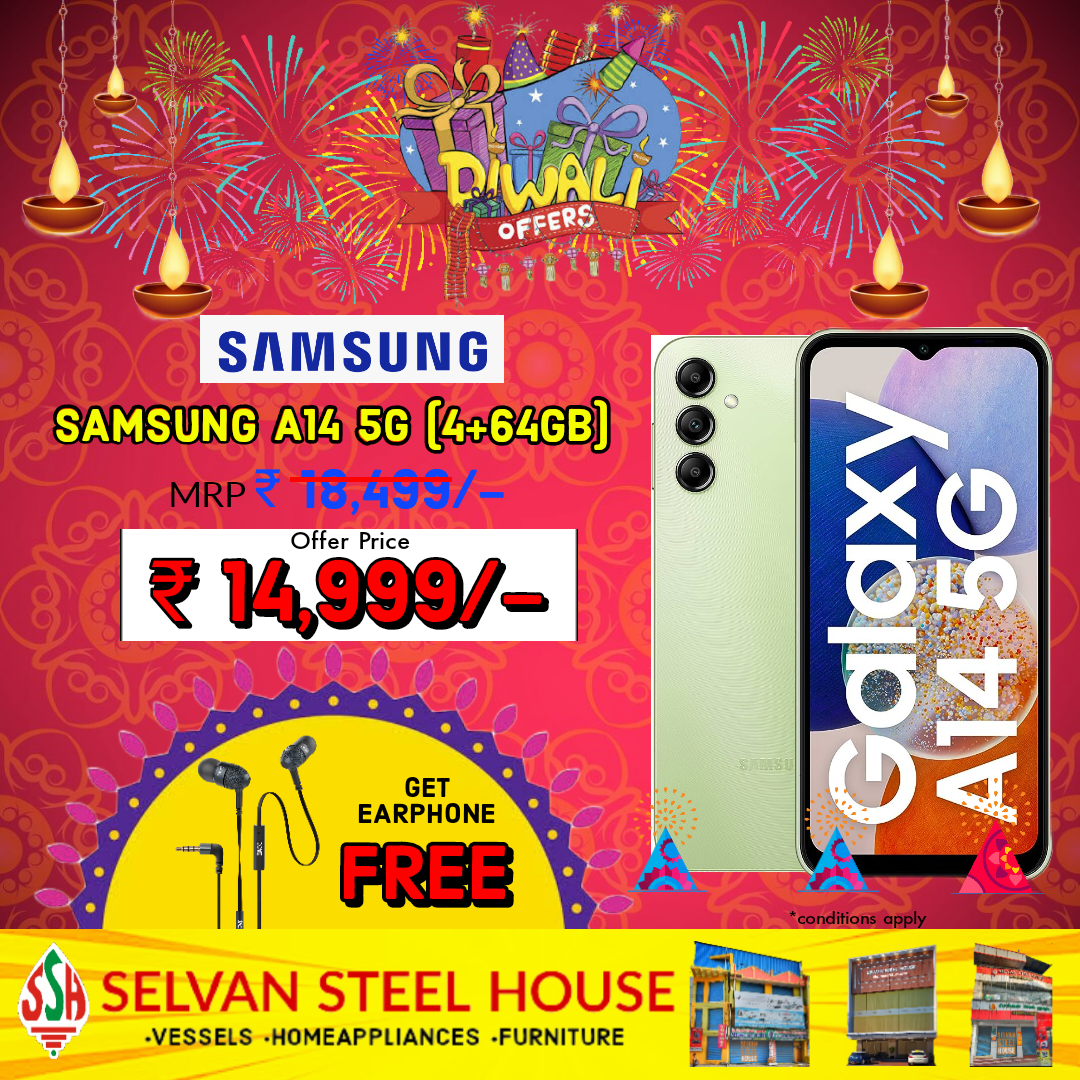 DIWALI
OFFERS
SAMSUNG
SAMSUNG A14 5G (4+64GB)
MRP ₹ 18,499/-
Offer Price
₹ 14,999/-
SAMSU
Galaxy
A14 5G
GET
EARPHONE
FREE
*conditions apply
SSH
SELVAN STEEL HOUSE
·VESSELS ·HOMEAPPLIANCES ·FURNITURE